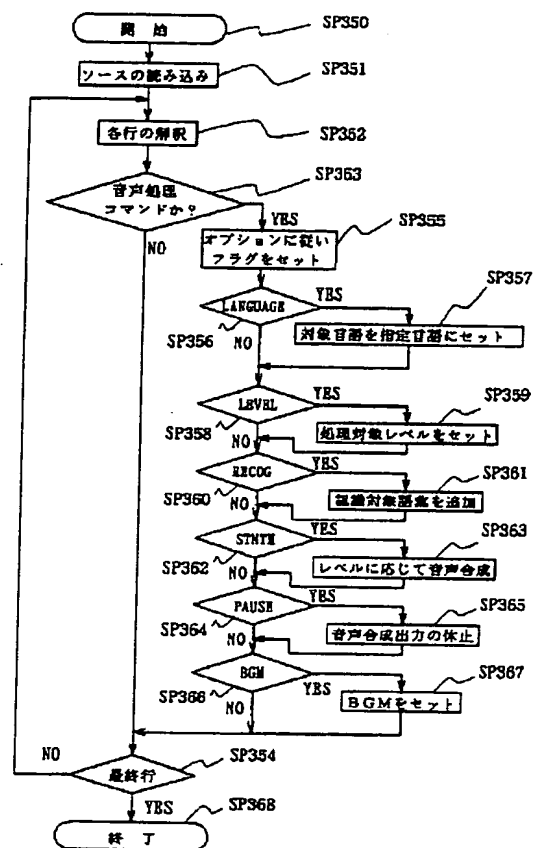 開 始
SP350
ソースの読み込み
SP351
各行の解釈
SP352
音声処理
コマンドか?
SP363
YES
NO
オプションに従い
フラグをセット
SP355
LANGUAGE
YES
SP357
SP356
NO
対象言語を指定言語にセット
LEVEL
YES
SP359
SP358
NO
処理対象レベルをセット
RECOG
YES
SP361
SP360
NO
認識対象語彙を追加
STNTH
YES
SP363
SP362
NO
レベルに応じて音声合成
PAUSE
YES
SP365
SP364
NO
音声合成出力の休止
BGM
YES
SP367
SP366
NO
BGMをセット
NO
最終行
SP354
YES
SP368
終 了